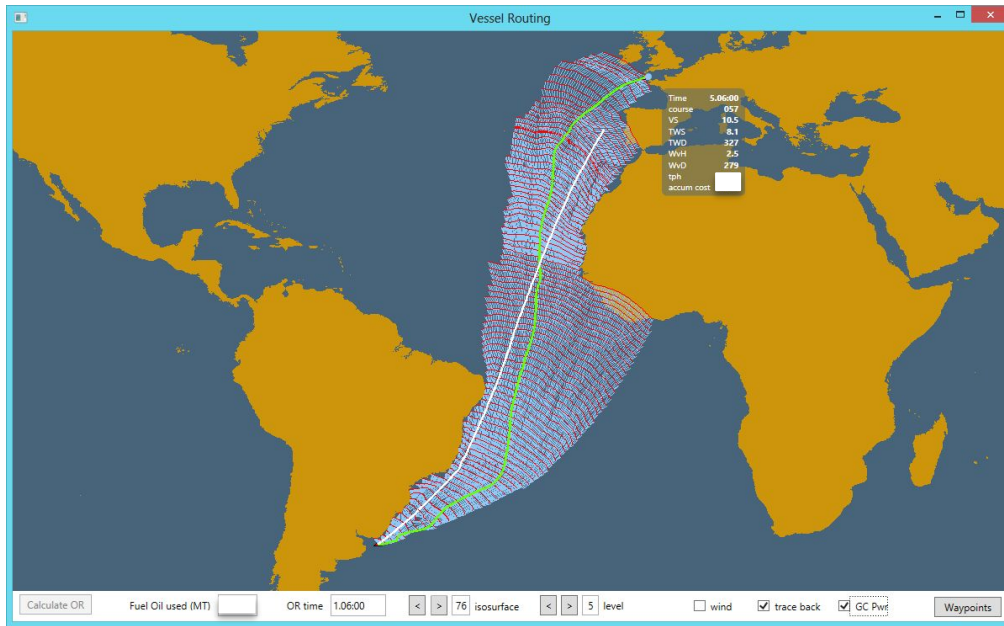 Vessel Routing
Time 5.06:00
course 057
VS 10.5
TWS 8.1
TWD 327
WvH 2.5
WvD 279
tph
accum cost
Calculate OR Fuel Oil used (MT) OR time 1.06:00 < > 76 isosurface < > 5 level wind trace back GC Pwr Waypoints